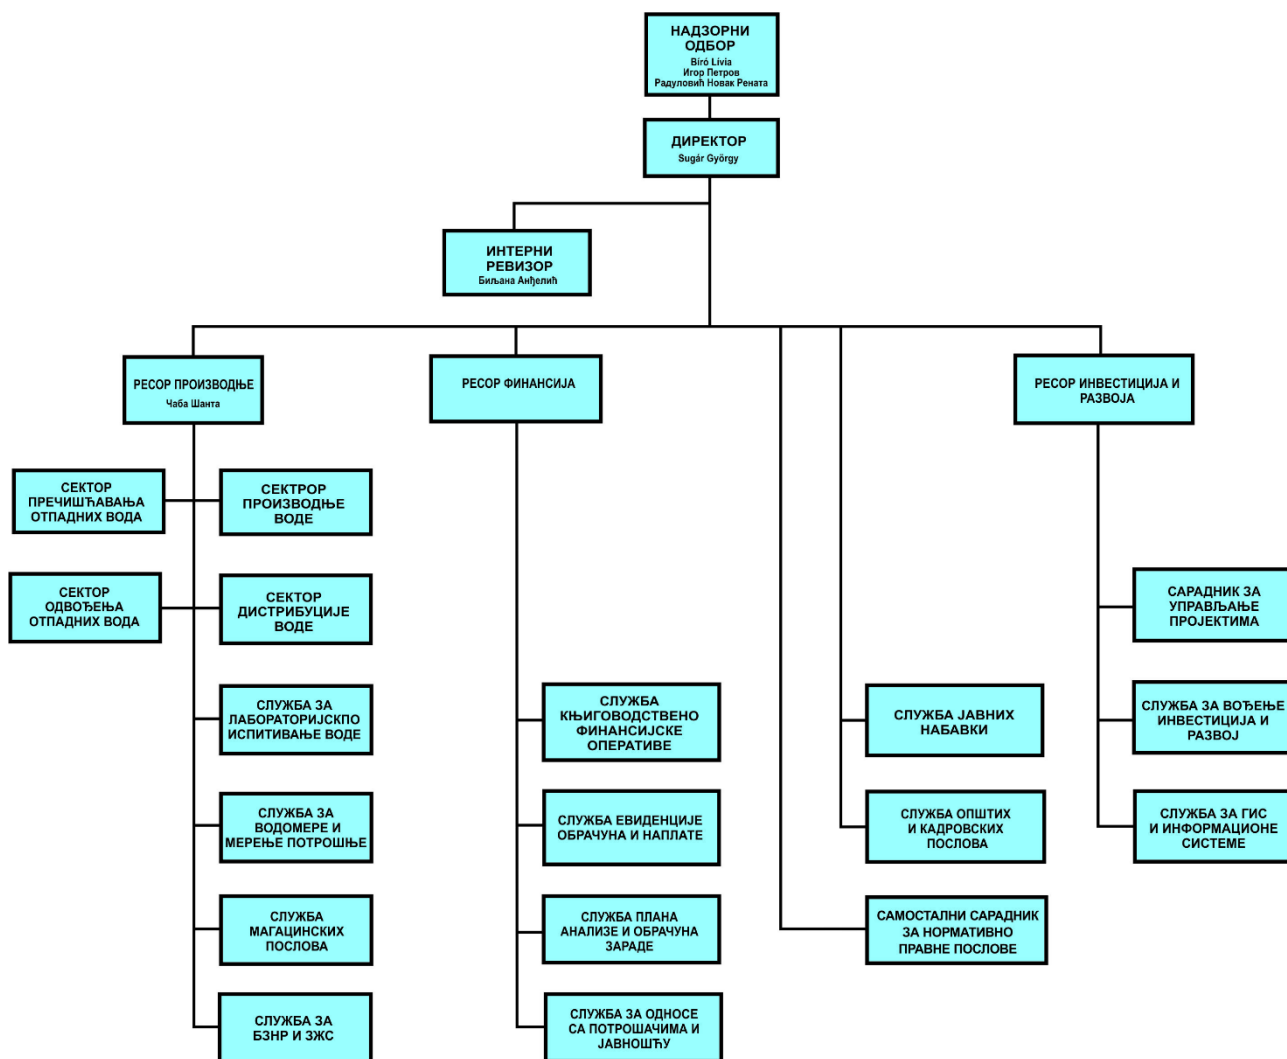 НАДЗОРНИ
ОДБОР
Bíró Lívia
Игор Петров
Радуловић Новак Рената
ДИРЕКТОР
Sugár György
ИНТЕРНИ
РЕВИЗОР
Биљана Анђелић
РЕСОР ПРОИЗВОДЊЕ
Чаба Шанта
РЕСОР ФИНАНСИЈА
РЕСОР ИНВЕСТИЦИЈА И
РАЗВОЈА
СЕКТОР
ПРЕЧИШЋАВАЊА
ОТПАДНИХ ВОДА
СЕКТРОР
ПРОИЗВОДЊЕ
ВОДЕ
СЕКТОР
ОДВОЂЕЊА
ОТПАДНИХ ВОДА
СЕКТОР
ДИСТРИБУЦИЈЕ
ВОДЕ
СЛУЖБА ЗА
ЛАБОРАТОРИЈСКПО
ИСПИТИВАЊЕ ВОДЕ
СЛУЖБА ЗА
ВОДОМЕРЕ И
МЕРЕЊЕ ПОТРОШЊЕ
СЛУЖБА
МАГАЦИНСКИХ
ПОСЛОВА
СЛУЖБА ЗА
БЗНР И ЗЖС
СЛУЖБА
КЊИГОВОДСТВЕНО
ФИНАНСИЈСКЕ
ОПЕРАТИВЕ
СЛУЖБА ЕВИДЕНЦИЈЕ
ОБРАЧУНА И НАПЛАТЕ
СЛУЖБА ПЛАНА
АНАЛИЗЕ И ОБРАЧУНА
ЗАРАДЕ
СЛУЖБА ЗА ОДНОСЕ
СА ПОТРОШАЧИМА И
ЈАВНОШЋУ
СЛУЖБА ЈАВНИХ
НАБАВКИ
СЛУЖБА ОПШТИХ
И КАДРОВСКИХ
ПОСЛОВА
САМОСТАЛНИ САРАДНИК
ЗА НОРМАТИВНО
ПРАВНЕ ПОСЛОВЕ
САРАДНИК ЗА
УПРАВЉАЊЕ
ПРОЈЕКТИМА
СЛУЖБА ЗА ВОЂЕЊЕ
ИНВЕСТИЦИЈА И
РАЗВОЈ
СЛУЖБА ЗА ГИС
И ИНФОРМАЦИОНЕ
СИСТЕМЕ